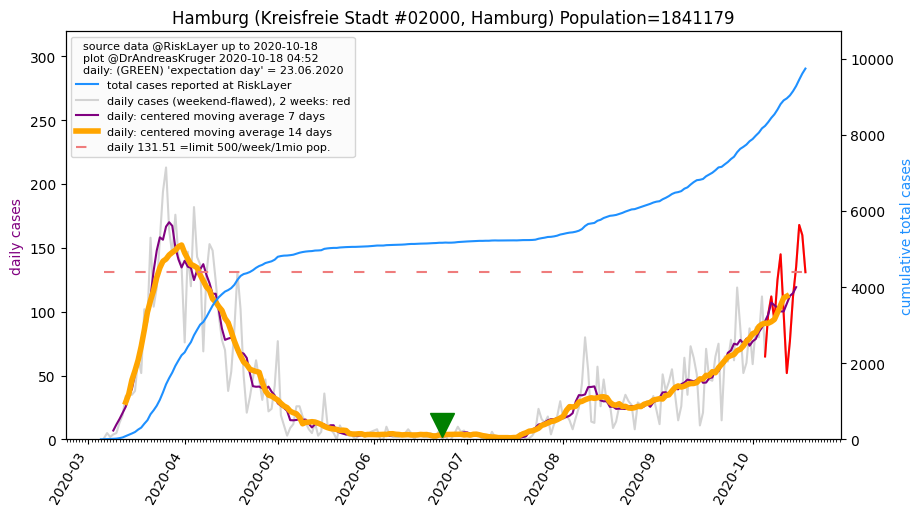 Hamburg (Kreisfreie Stadt #02000, Hamburg) Population=1841179
source data @RiskLayer up to 2020-10-18
plot @DrAndreasKruger 2020-10-18 04:52
daily: (GREEN) 'expectation day' = 23.06.2020
total cases reported at RiskLayer
daily cases (weekend-flawed), 2 weeks: red
daily: centered moving average 7 days
daily: centered moving average 14 days
daily 131.51 =limit 500/week/1mio pop.
daily cases
300
250
200
150
100
50
0
cumulative total cases
10000
8000
6000
4000
2000
0
2020-03
2020-04
2020-05
2020-06
2020-07
2020-08
2020-09
2020-10